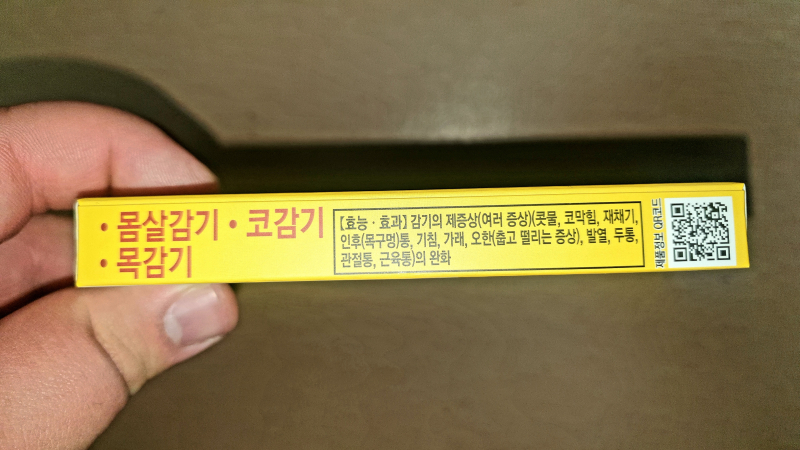 • 몸살감기 • 코감기
• 목감기
[효능 · 효과] 감기의 제증상(여러 증상)(콧물, 코막힘, 재채기,
인후(목구멍)통, 기침, 가래, 오한(춥고 떨리는 증상), 발열, 두통,
관절통, 근육통)의 완화
제품정보 QR코드